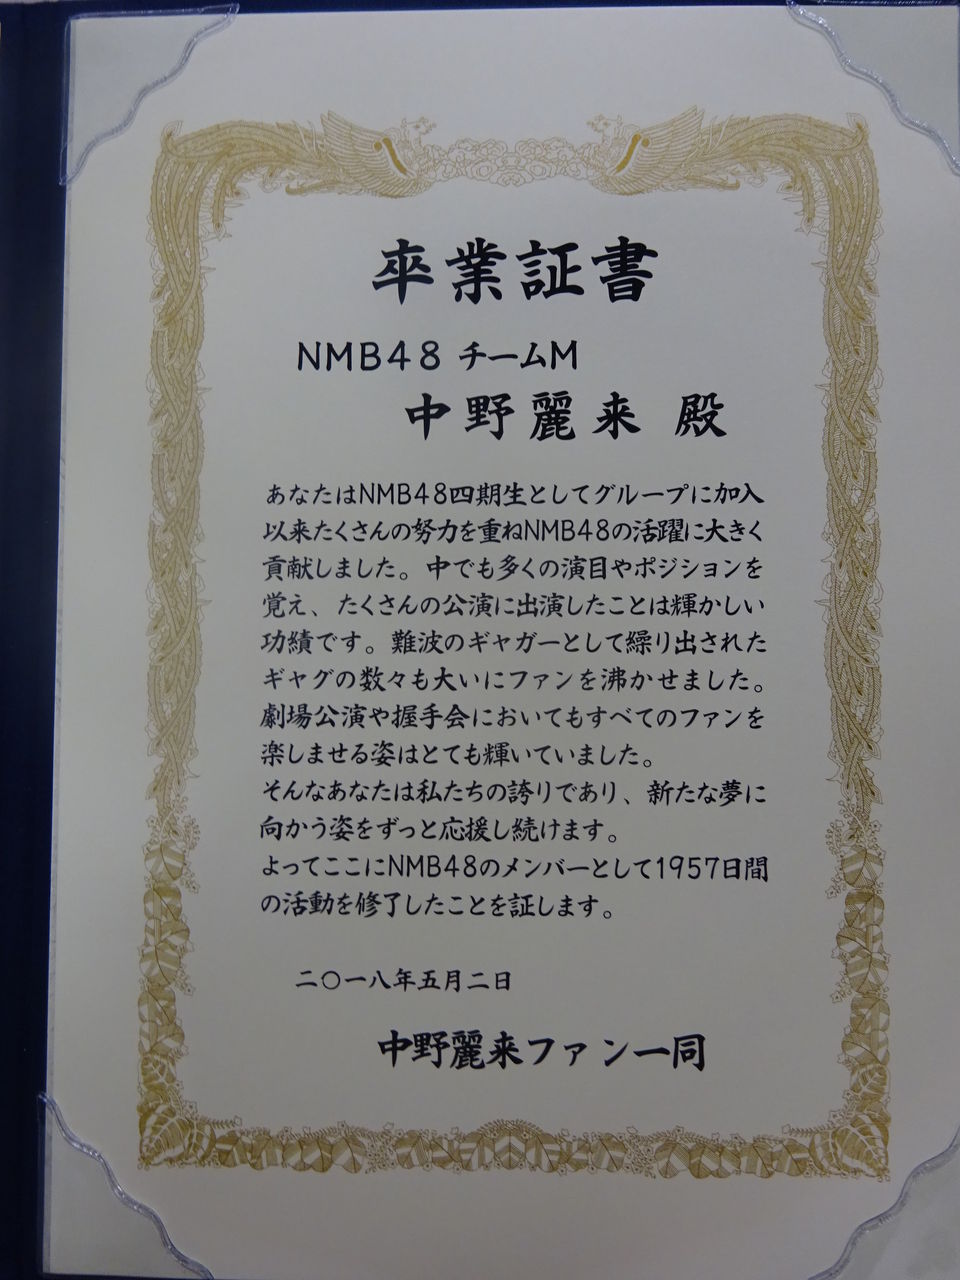 卒業証書
NMB48 チームM
中野麗来 殿
あなたはNMB48四期生としてグループに加入
以来たくさんの努力を重ねNMB48の活躍に大きく
貢献しました。中でも多くの演目やポジションを
覚え、たくさんの公演に出演したことは輝かしい
功績です。難波のギャガーとして繰り出された
ギャグの数々も大いにファンを沸かせました。
劇場公演や握手会においてもすべてのファンを
楽しませる姿はとても輝いていました。
そんなあなたは私たちの誇りであり、新たな夢に
向かう姿をずっと応援し続けます。
よってここにNMB48のメンバーとして1957日間
の活動を修了したことを証します。
二〇一八年五月二日
中野麗来ファン一同